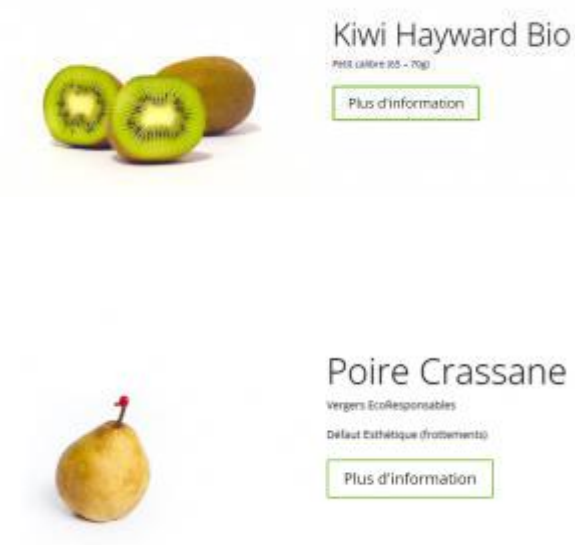 Kiwi Hayward Bio
Petit calibre (65 – 70g)
Plus d'information
Poire Crassane
Vergers EcoResponsables
Défaut Esthétique (frottements)
Plus d'information